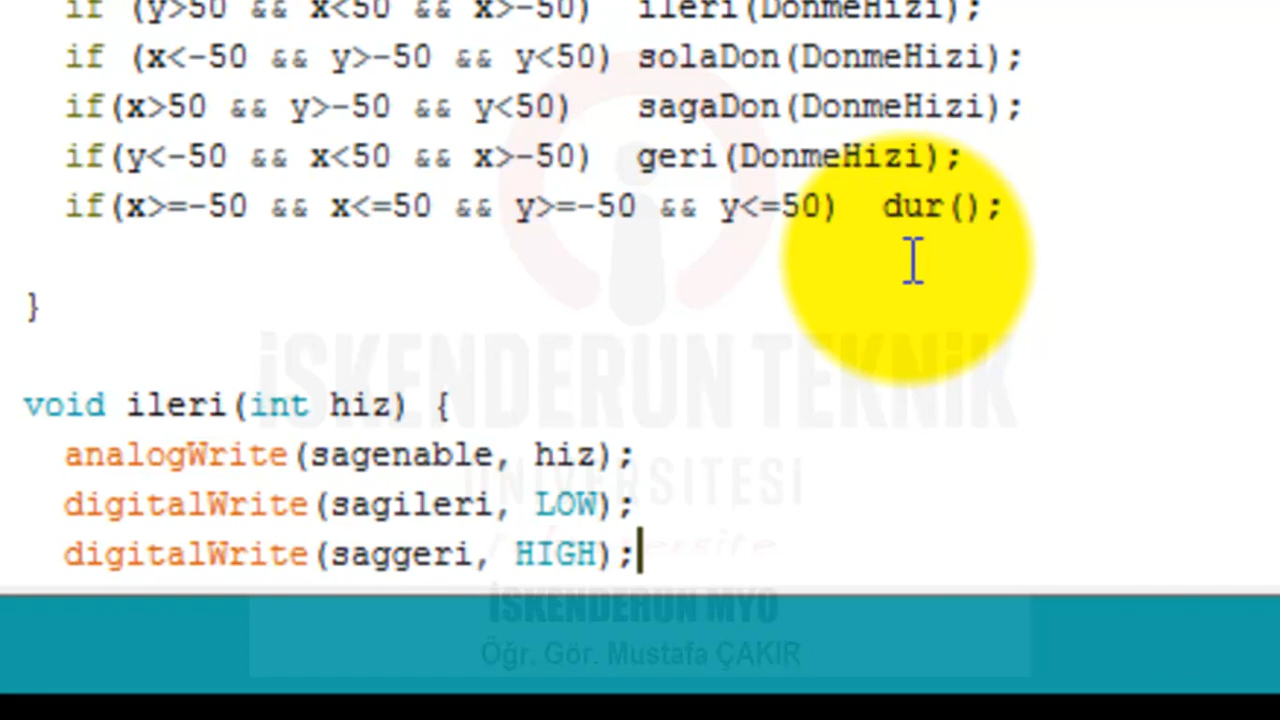 if (y>50 && x<50 && x>-50) ileri(DonmeHizi);
if (x<-50 && y>-50 && y<50) solaDon(DonmeHizi);
if(x>50 && y>-50 && y<50) sagaDon(DonmeHizi);
if(y<-50 && x<50 && x>-50) geri(DonmeHizi);
if(x>=-50 && x<=50 && y>=-50 && y<=50) dur();
}
İSKENDERUN TEKNİK
void ileri(int hiz) {
analogWrite(sagenable, hiz);
ÜNİVERSİTESİ
digitalWrite(sagileri, LOW);
digitalWrite(saggeri, HIGH);
İSKENDERUN MYO
Öğr. Gör. Mustafa ÇAKIR